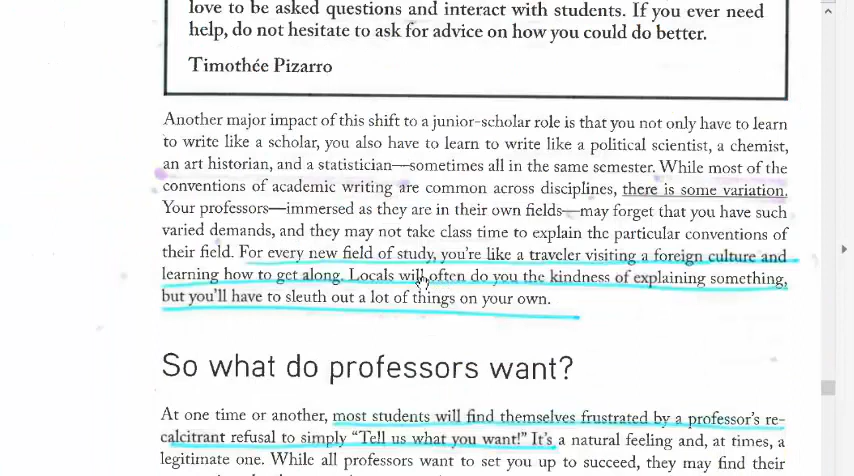 love to be asked questions and interact with students. If you ever need
help, do not hesitate to ask for advice on how you could do better.
Timothée Pizarro
Another major impact of this shift to a junior-scholar role is that you not only have to learn
to write like a scholar, you also have to learn to write like a political scientist, a chemist,
an art historian, and a statistician—sometimes all in the same semester. While most of the
conventions of academic writing are common across disciplines, there is some variation.
Your professors—immersed as they are in their own fields—may forget that you have such
varied demands, and they may not take class time to explain the particular conventions of
their field. For every new field of study, you're like a traveler visiting a foreign culture and
learning how to get along. Locals will often do you the kindness of explaining something,
but you'll have to sleuth out a lot of things on your own.
So what do professors want?
At one time or another, most students will find themselves frustrated by a professor's re-
calcitrant refusal to simply “Tell us what you want!” It's a natural feeling and, at times, a
legitimate one. While all professors want to set you up to succeed, they may find their